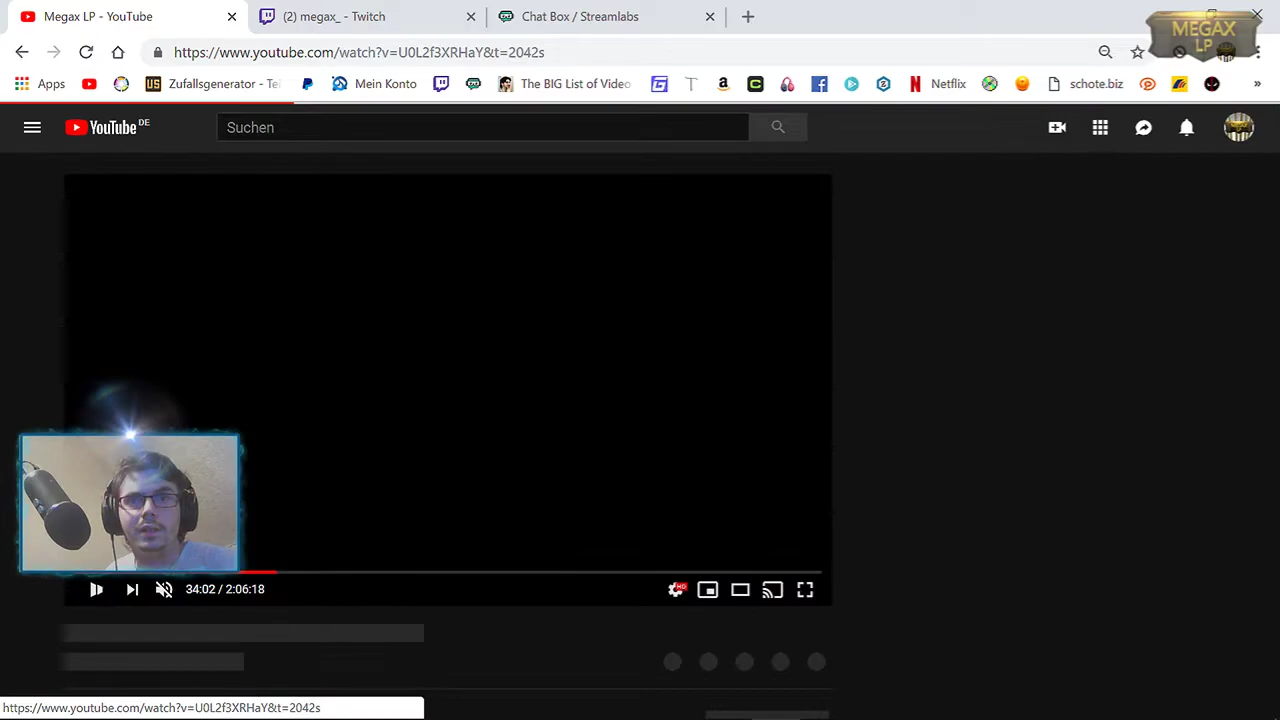 Megax LP - YouTube
(2) megax_ - Twitch
Chat Box / Streamlabs
MEGAX
LP
https://www.youtube.com/watch?v=U0L2f3XRHaY&t=2042s
Apps
Zufallsgenerator - Tei
Mein Konto
The BIG List of Video
Netflix
schote.biz
»
YouTube DE
Suchen
34:02 / 2:06:18
HD
https://www.youtube.com/watch?v=U0L2f3XRHaY&t=2042s